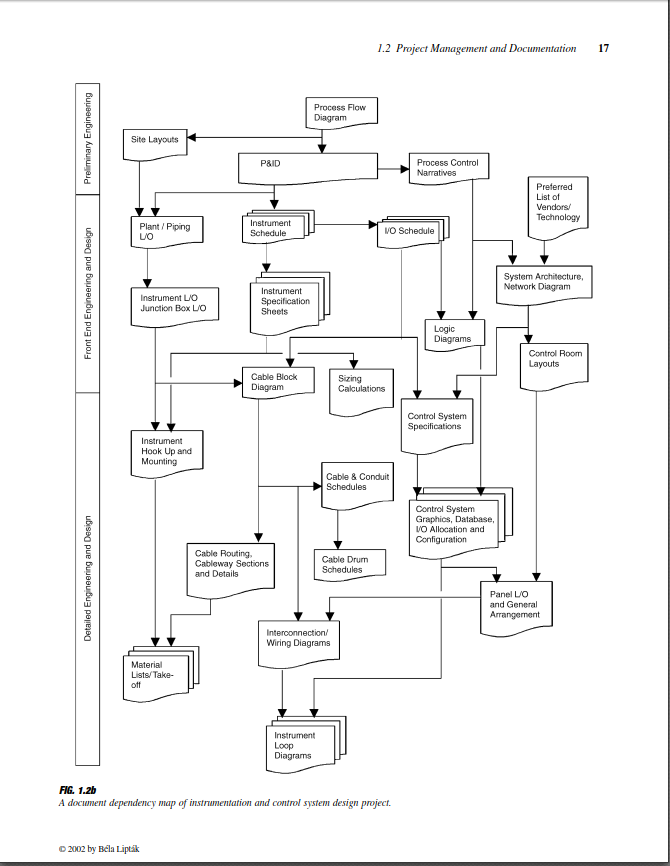 1.2 Project Management and Documentation 17
Preliminary Engineering
Process Flow
Diagram
Site Layouts
P&ID
Process Control
Narratives
Preferred
List of
Vendors/
Technology
Front End Engineering and Design
Plant / Piping
L/O
Instrument
Schedule
I/O Schedule
System Architecture,
Network Diagram
Instrument L/O
Junction Box L/O
Instrument
Specification
Sheets
Logic
Diagrams
Control Room
Layouts
Cable Block
Diagram
Sizing
Calculations
Control System
Specifications
Detailed Engineering and Design
Instrument
Hook Up and
Mounting
Cable & Conduit
Schedules
Control System
Graphics, Database,
I/O Allocation and
Configuration
Cable Routing,
Cableway Sections
and Details
Cable Drum
Schedules
Panel L/O
and General
Arrangement
Interconnection/
Wiring Diagrams
Material
Lists/Take-
off
Instrument
Loop
Diagrams
FIG. 1.2b
A document dependency map of instrumentation and control system design project.
© 2002 by Béla Lipták